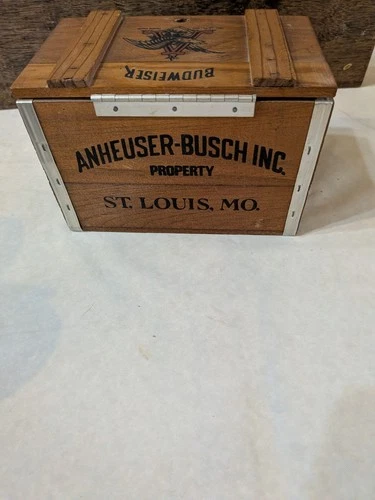 BUDWEISER
ANHEUSER-BUSCH INC.
PROPERTY
ST. LOUIS, MO.